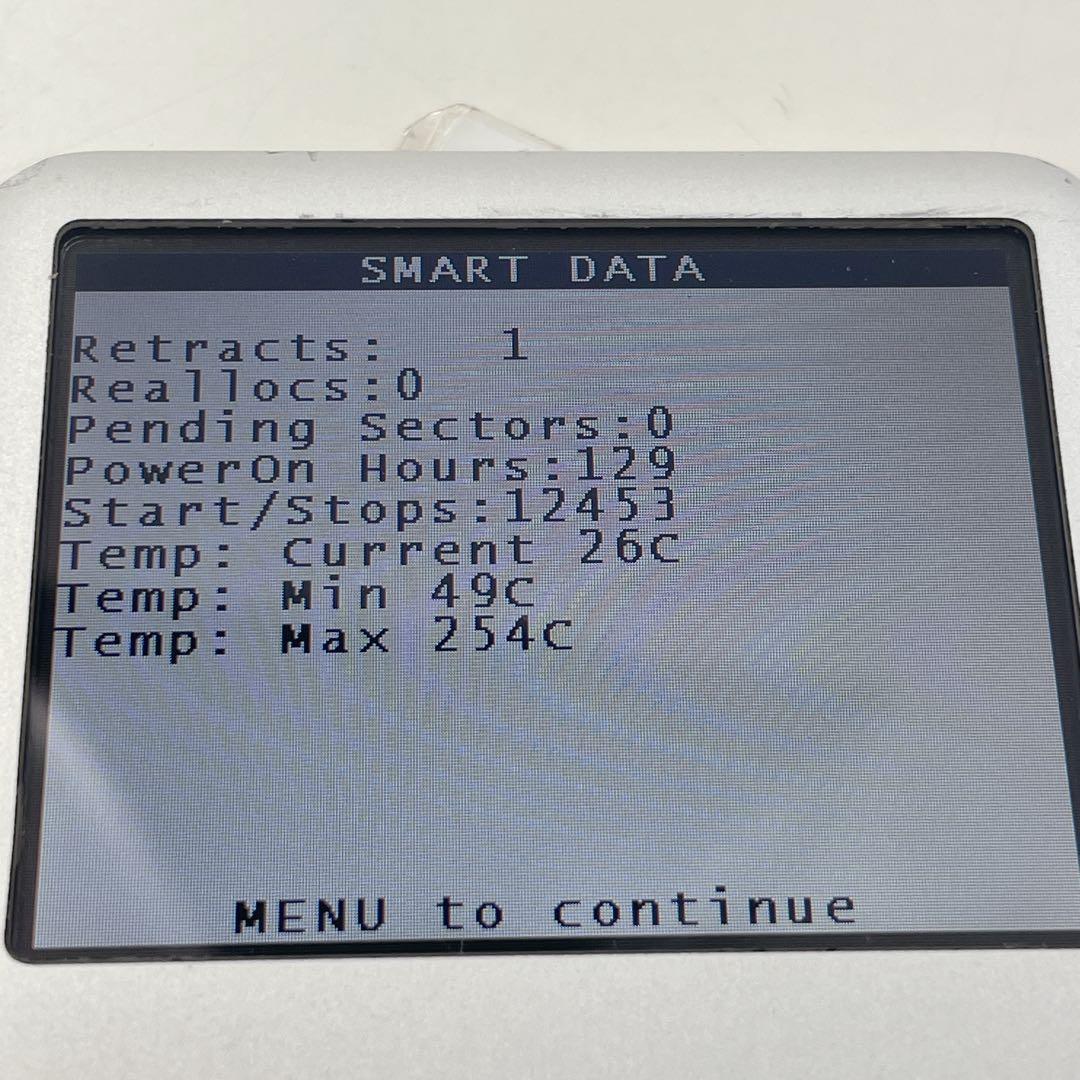 SMART DATA
Retracts: 1
Reallocs:0
Pending Sectors:0
PowerOn Hours:129
Start/Stops:12453
Temp: Current 26C
Temp: Min 49C
Temp: Max 254C
MENU to continue